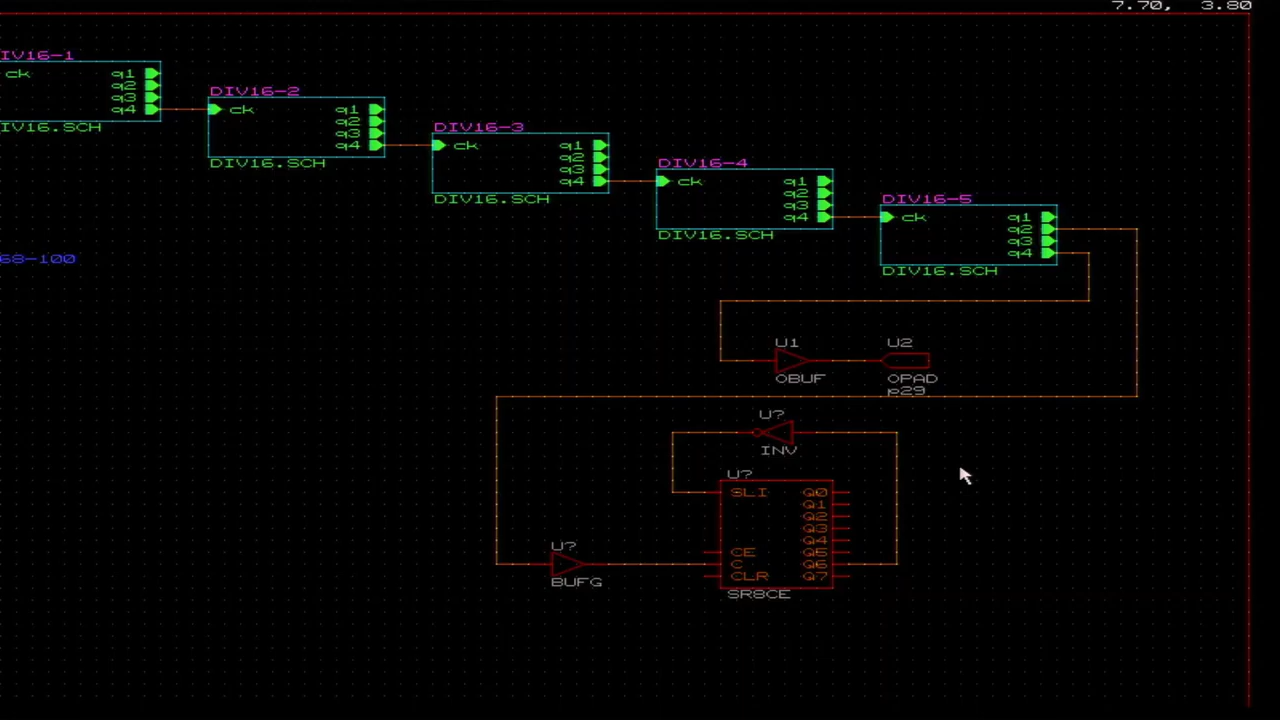 7.70, 3.80
IV16-1
ck q1
q2
q3
q4
IV16.SCH
DIV16-2
ck q1
q2
q3
q4
DIV16.SCH
DIV16-3
ck q1
q2
q3
q4
DIV16.SCH
DIV16-4
ck q1
q2
q3
q4
DIV16.SCH
DIV16-5
ck q1
q2
q3
q4
DIV16.SCH
68-100
U1
OBUF
U2
OPAD
p29
U?
INV
U?
SLI Q0
Q1
Q2
Q3
Q4
CE Q5
C Q6
CLR Q7
SR8CE
U?
BUFG